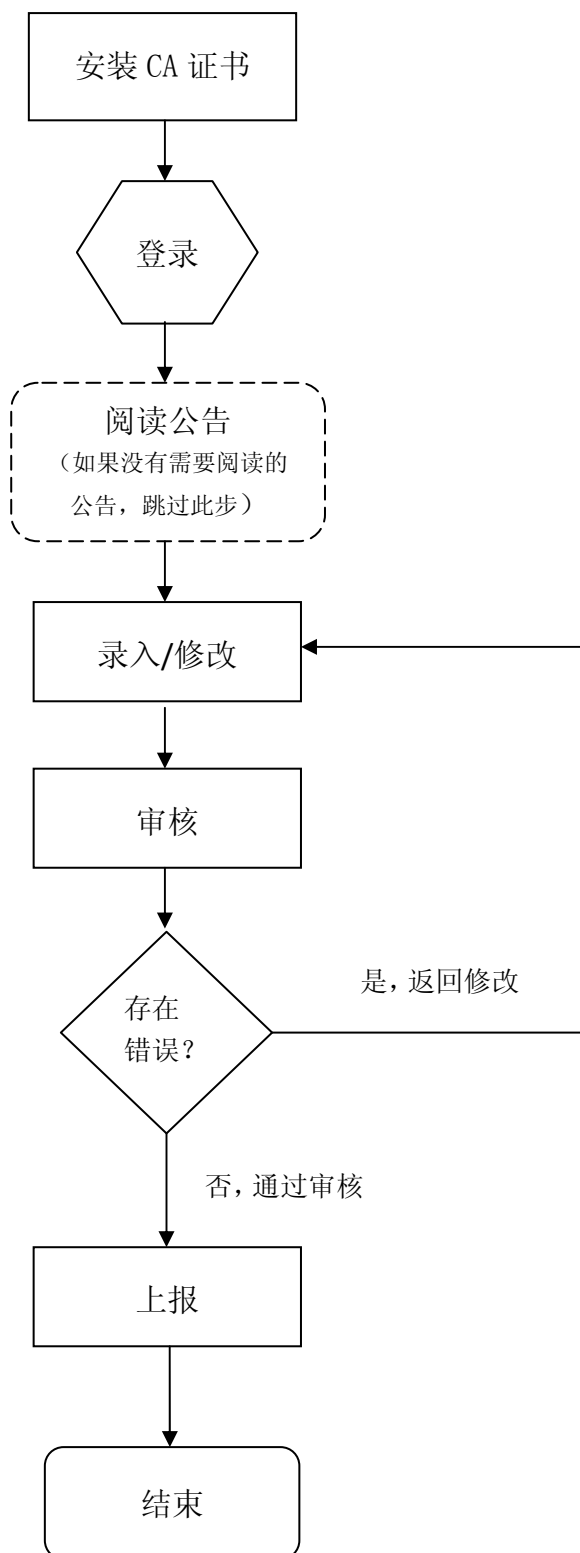 安装 CA 证书
登录
阅读公告
（如果没有需要阅读的
公告，跳过此步）
录入/修改
审核
存在
错误？
是，返回修改
否，通过审核
上报
结束